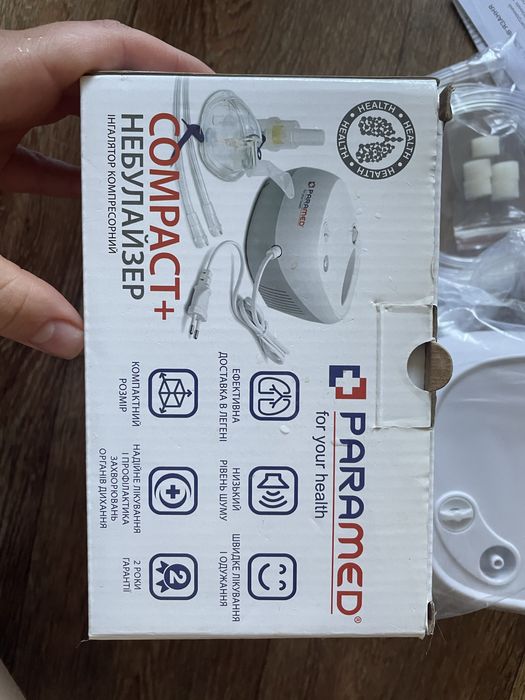 PARAMED®
for your health
HEALTH · HEALTH · HEALTH · HEALTH
PARAMED
COMPACT+
НЕБУЛАЙЗЕР
ІНГАЛЯТОР КОМПРЕСОРНИЙ
ЕФЕКТИВНА
ДОСТАВКА В ЛЕГЕНІ
НИЗЬКИЙ
РІВЕНЬ ШУМУ
ШВИДКЕ ЛІКУВАННЯ
І ОДУЖАННЯ
КОМПАКТНИЙ
РОЗМІР
НАДІЙНЕ ЛІКУВАННЯ
І ПРОФІЛАКТИКА
ЗАХВОРЮВАНЬ
ОРГАНІВ ДИХАННЯ
2
2 РОКИ
ГАРАНТІЇ